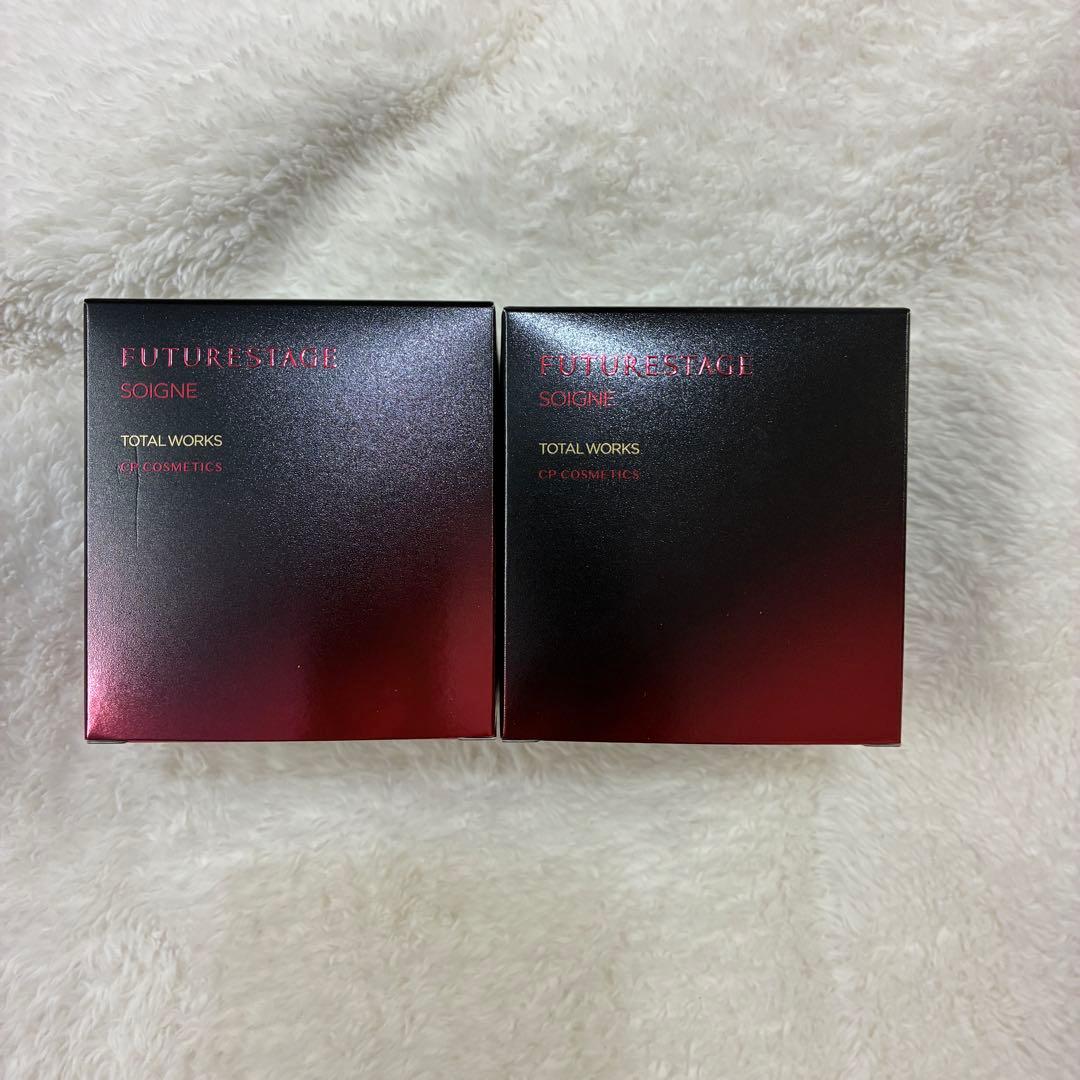 FUTURESTAGE
SOIGNE
TOTAL WORKS
CP COSMETICS
FUTURESTAGE
SOIGNE
TOTAL WORKS
CP COSMETICS